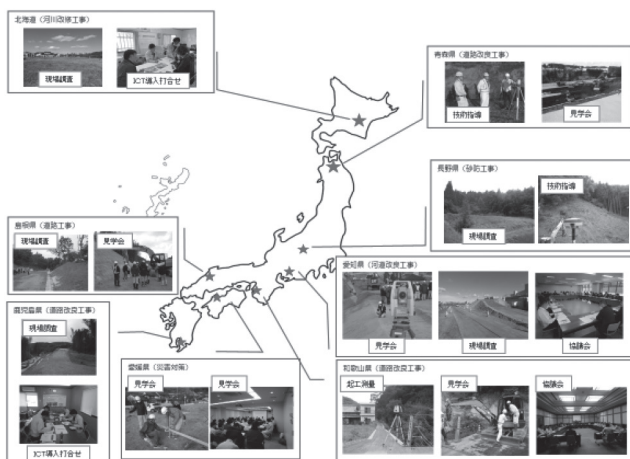 北海道（河川改修工事）
現場調査
ICT導入打合せ
青森県（道路改良工事）
技術指導
見学会
長野県（砂防工事）
現場調査
技術指導
島根県（道路工事）
現場調査
見学会
愛知県（河道改良工事）
見学会
現場調査
協議会
鹿児島県（道路改良工事）
現場調査
ICT導入打合せ
愛媛県（災害対策）
見学会
見学会
和歌山県（道路改良工事）
起工測量
見学会
協議会